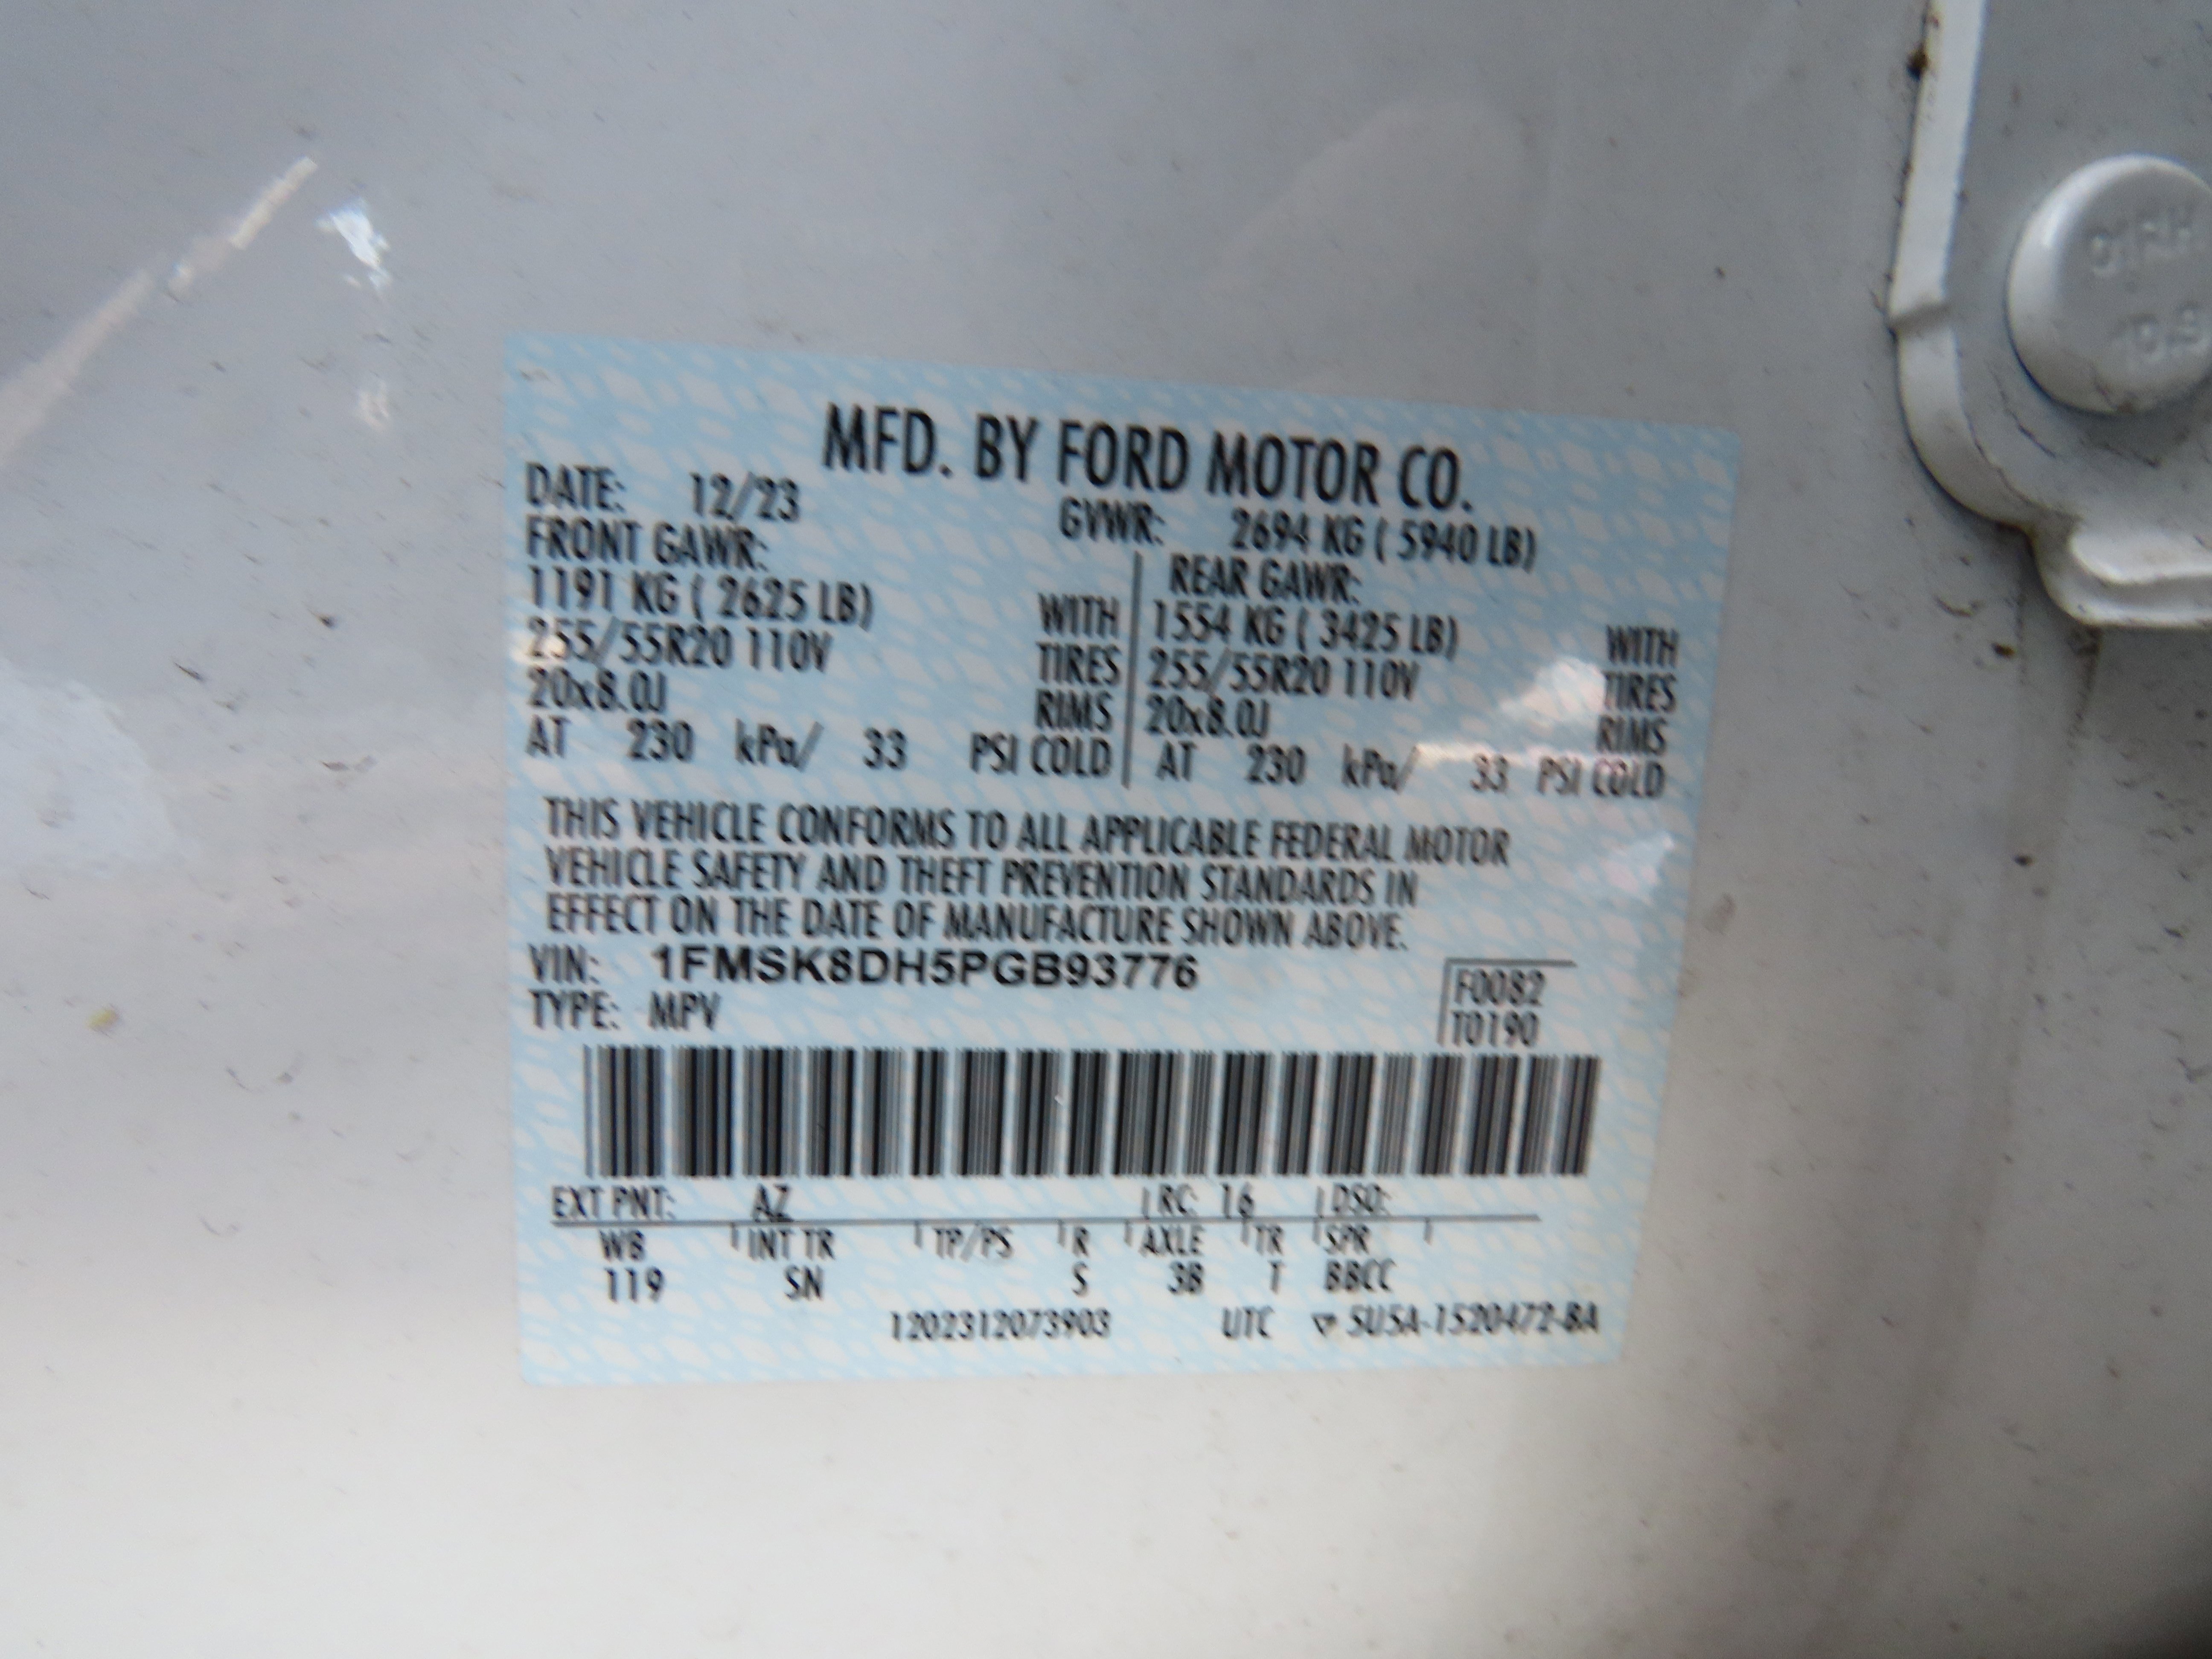 MFD. BY FORD MOTOR CO.
DATE: 12/23 GVWR: 2694 KG ( 5940 LB)
FRONT GAWR: REAR GAWR:
1191 KG ( 2625 LB) WITH 1554 KG ( 3425 LB) WITH
255/55R20 110V TIRES 255/55R20 110V TIRES
20x8.0J RIMS 20x8.0J RIMS
AT 230 kPa/ 33 PSI COLD AT 230 kPa/ 33 PSI COLD
THIS VEHICLE CONFORMS TO ALL APPLICABLE FEDERAL MOTOR
VEHICLE SAFETY AND THEFT PREVENTION STANDARDS IN
EFFECT ON THE DATE OF MANUFACTURE SHOWN ABOVE.
VIN: 1FMSK8DH5PGB93776
TYPE: MPV
F0082
T0190
EXT PNT: AZ RC: 16 DSO:
WB INT TR TP/PS R AXLE TR SPR
119 SN S 3B T BBCC
1202312073903 UTC 5U5A-1520472-BA
10.9